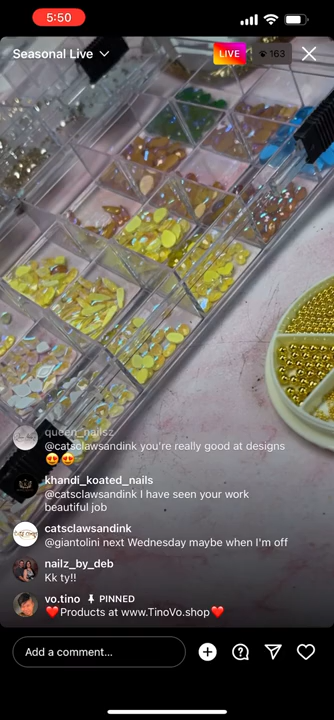 5:50
Seasonal Live
LIVE
163
queen_nailsz
@catsclawsandink you're really good at designs
😍😍
khandi_koated_nails
@catsclawsandink I have seen your work
beautiful job
catsclawsandink
@giantolini next Wednesday maybe when I'm off
nailz_by_deb
Kk ty!!
vo.tino PINNED
❤️Products at www.TinoVo.shop❤️
Add a comment...